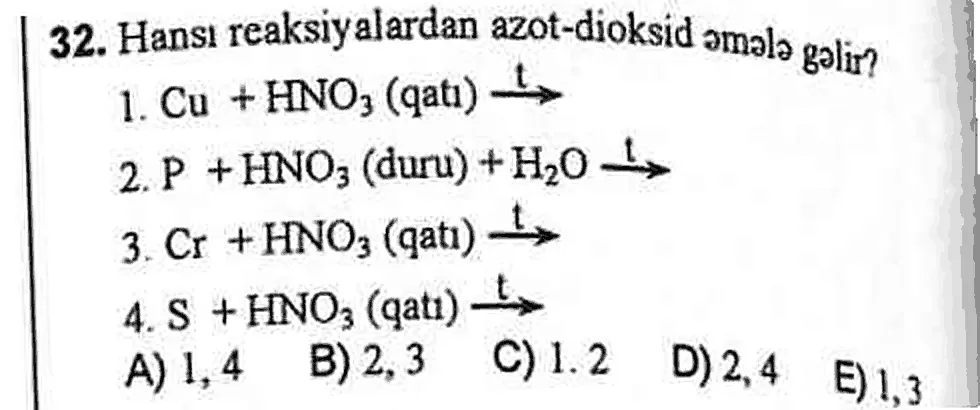 32. Hansı reaksiyalardan azot-dioksid əmələ gəlir?
1. Cu + HNO₃ (qatı) —t→
2. P + HNO₃ (duru) + H₂O —t→
3. Cr + HNO₃ (qatı) —t→
4. S + HNO₃ (qatı) —t→
A) 1, 4 B) 2, 3 C) 1. 2 D) 2, 4 E) 1, 3